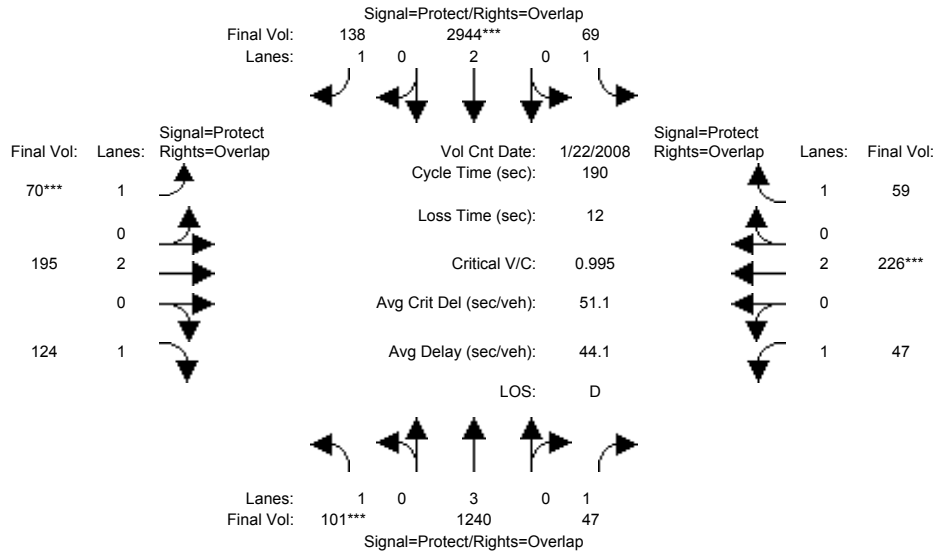 Signal=Protect/Rights=Overlap
Final Vol: 138 2944*** 69
Lanes: 1 0 2 0 1
Signal=Protect Signal=Protect
Final Vol: Lanes: Rights=Overlap Vol Cnt Date: 1/22/2008 Rights=Overlap Lanes: Final Vol:
Cycle Time (sec): 190
70*** 1 1 59
Loss Time (sec): 12
0 0
195 2 Critical V/C: 0.995 2 226***
0 Avg Crit Del (sec/veh): 51.1 0
124 1 Avg Delay (sec/veh): 44.1 1 47
LOS: D
Lanes: 1 0 3 0 1
Final Vol: 101*** 1240 47
Signal=Protect/Rights=Overlap